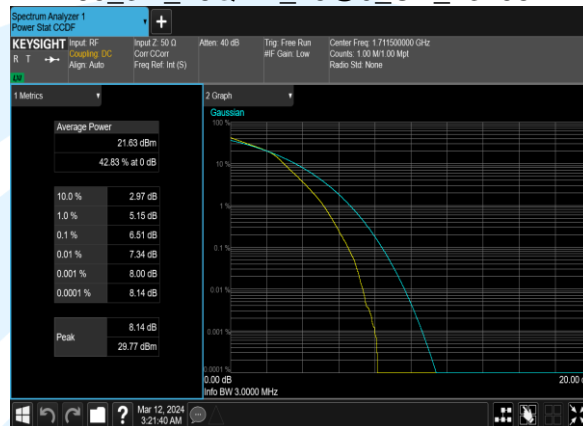 Spectrum Analyzer 1
Power Stat CCDF
KEYSIGHT
R T
LXI
Input: RF
Coupling: DC
Align: Auto
Input Z: 50 Ω
Corr CCorr
Freq Ref: Int (S)
Atten: 40 dB
Trig: Free Run
#IF Gain: Low
Center Freq: 1.711500000 GHz
Counts: 1.00 M/1.00 Mpt
Radio Std: None
1 Metrics
Average Power
21.63 dBm
42.83 % at 0 dB
10.0 % 2.97 dB
1.0 % 5.15 dB
0.1 % 6.51 dB
0.01 % 7.34 dB
0.001 % 8.00 dB
0.0001 % 8.14 dB
Peak
8.14 dB
29.77 dBm
2 Graph
Gaussian
100 %
10 %
1 %
0.1 %
0.01 %
0.001 %
0.0001 %
0.00 dB
20.00
Info BW 3.0000 MHz
?
Mar 12, 2024
3:21:40 AM